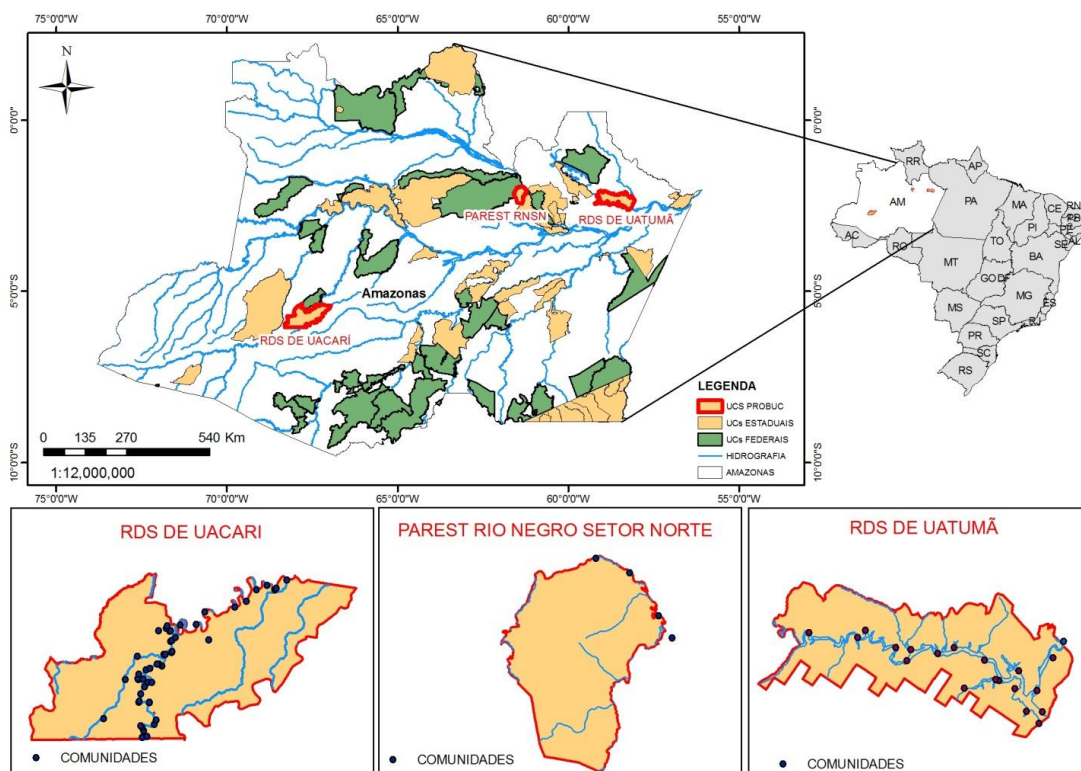 75°0'0"W 70°0'0"W 65°0'0"W 60°0'0"W 55°0'0"W
N
0°0'0"
5°0'0"S
10°0'0"S
0°0'0"
5°0'0"S
10°0'0"S
PAREST RNSN
RDS DE UATUMÃ
Amazonas
RDS DE UACARÍ
LEGENDA
UCS PROBUC
UCs ESTADUAIS
UCs FEDERAIS
HIDROGRAFIA
AMAZONAS
0 135 270 540 Km
1:12,000,000
75°0'0"W 70°0'0"W 65°0'0"W 60°0'0"W 55°0'0"W
RR AP
AM PA MA CE RN
PB
PI
AC RO TO SE AL
MT BA
GO DF
MG
MS ES
SP RJ
PR
SC
RS
RDS DE UACARI
COMUNIDADES
PAREST RIO NEGRO SETOR NORTE
COMUNIDADES
RDS DE UATUMÃ
COMUNIDADES